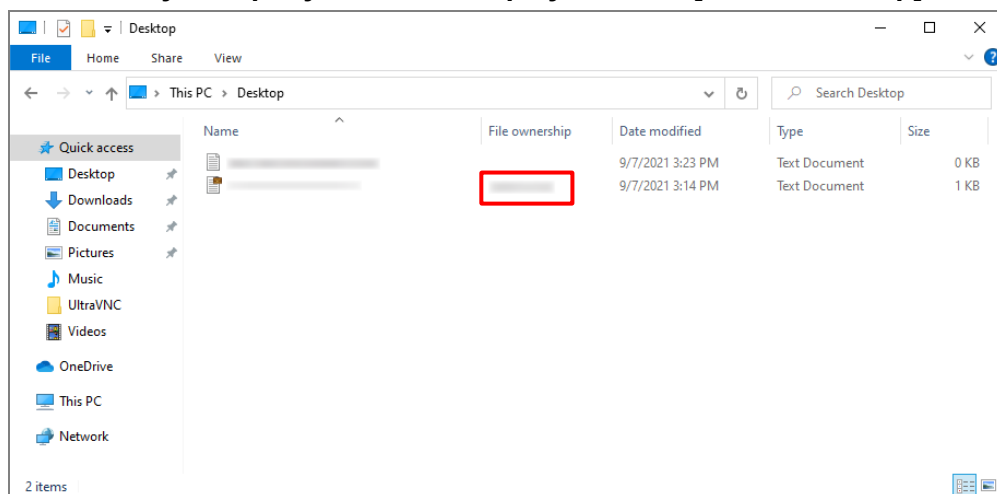 Desktop
File Home Share View
This PC > Desktop
Search Desktop
Name File ownership Date modified Type Size
Quick access
9/7/2021 3:23 PM Text Document 0 KB
Desktop
9/7/2021 3:14 PM Text Document 1 KB
Downloads
Documents
Pictures
Music
UltraVNC
Videos
OneDrive
This PC
Network
2 items